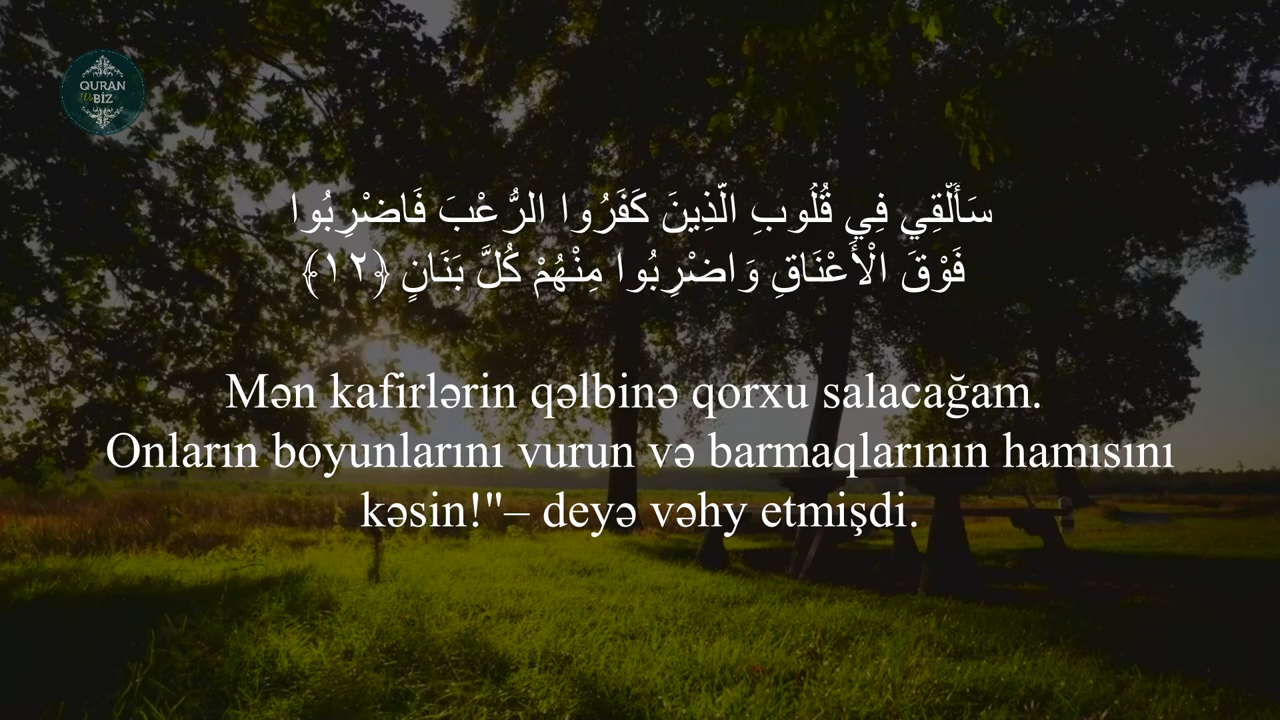 QURAN
BİZ
سَأُلْقِي فِي قُلُوبِ الَّذِينَ كَفَرُوا الرُّعْبَ فَاضْرِبُوا
فَوْقَ الْأَعْنَاقِ وَاضْرِبُوا مِنْهُمْ كُلَّ بَنَانٍ ﴿١٢﴾
Mən kafirlərin qəlbinə qorxu salacağam.
Onların boyunlarını vurun və barmaqlarının hamısını
kəsin!"– deyə vəhy etmişdi.